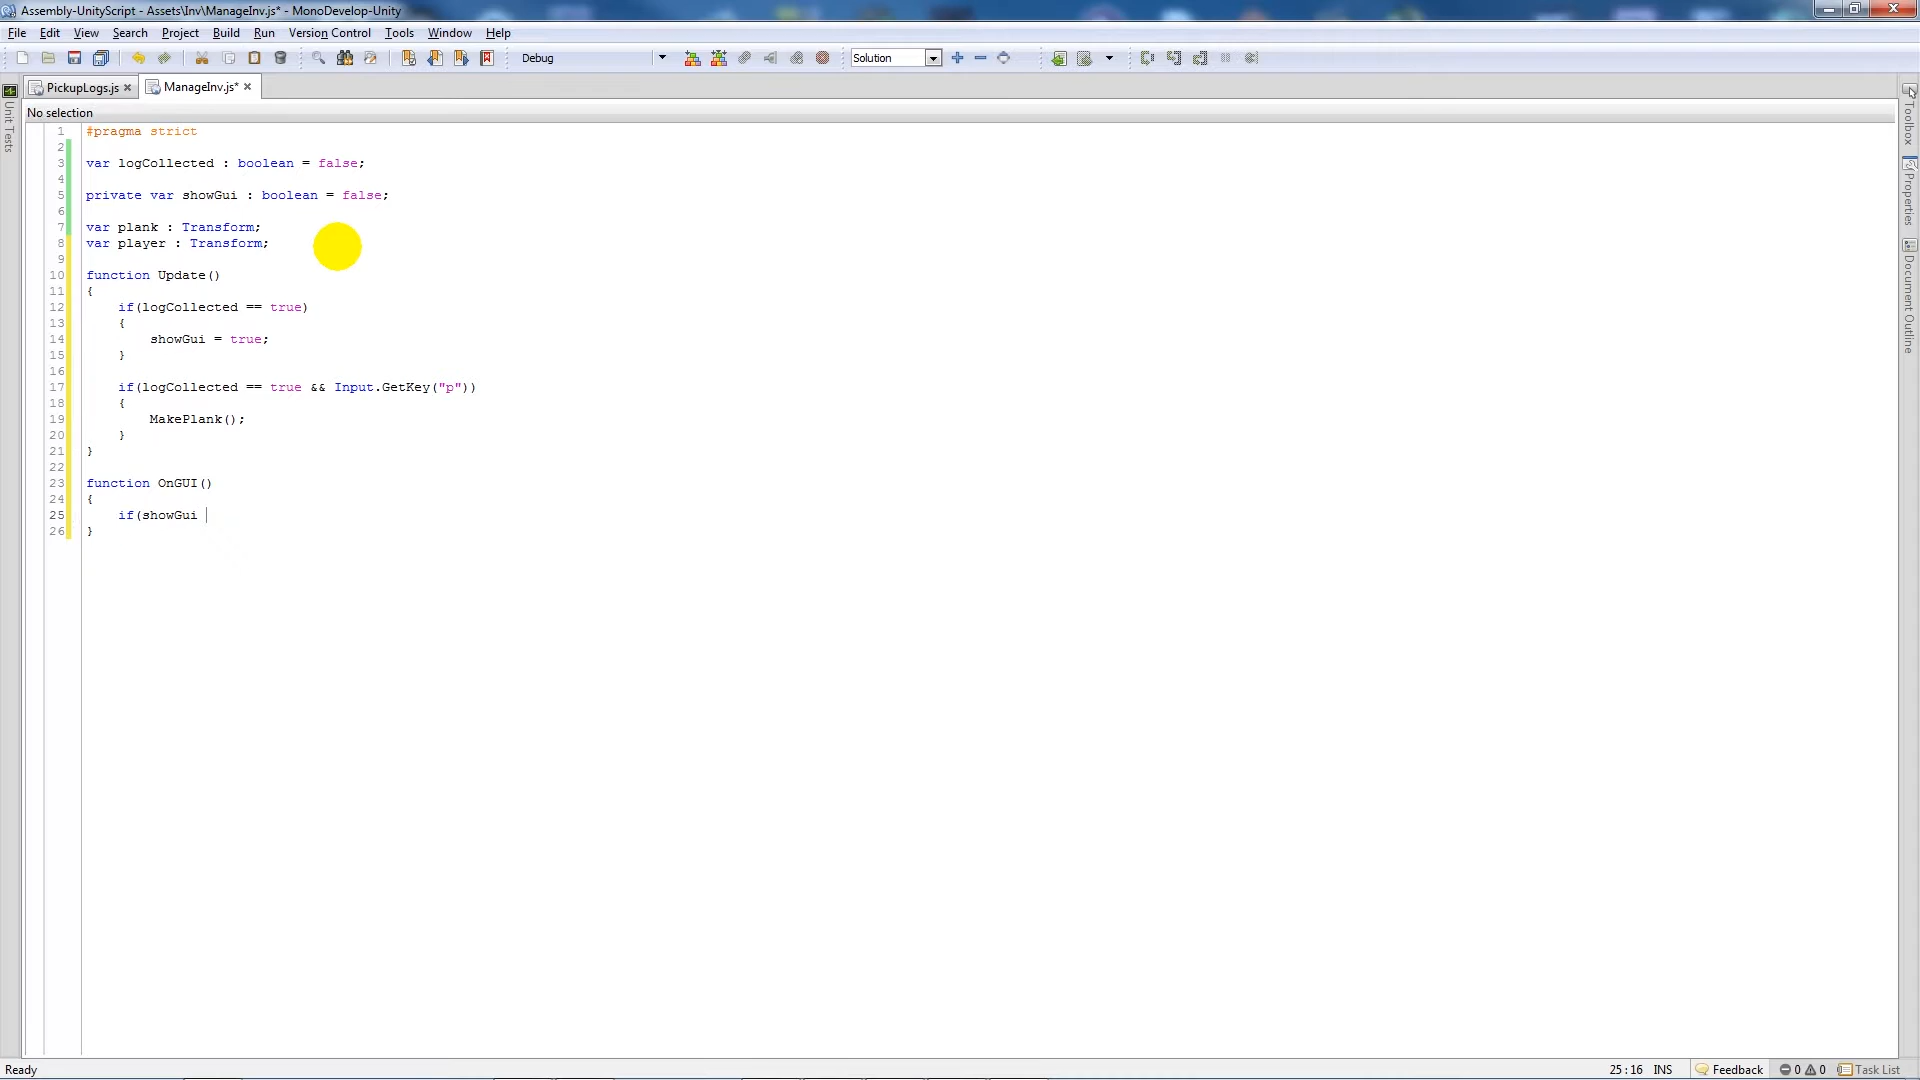 Assembly-UnityScript - Assets\Inv\ManageInv.js* - MonoDevelop-Unity
File Edit View Search Project Build Run Version Control Tools Window Help
Debug Solution
PickupLogs.js ManageInv.js*
No selection
Unit Tests
Toolbox
Properties
Document Outline
1 #pragma strict
2
3 var logCollected : boolean = false;
4
5 private var showGui : boolean = false;
6
7 var plank : Transform;
8 var player : Transform;
9
10 function Update()
11 {
12 if(logCollected == true)
13 {
14 showGui = true;
15 }
16
17 if(logCollected == true && Input.GetKey("p"))
18 {
19 MakePlank();
20 }
21 }
22
23 function OnGUI()
24 {
25 if(showGui
26 }
Ready 25 : 16 INS Feedback 0 0 Task List